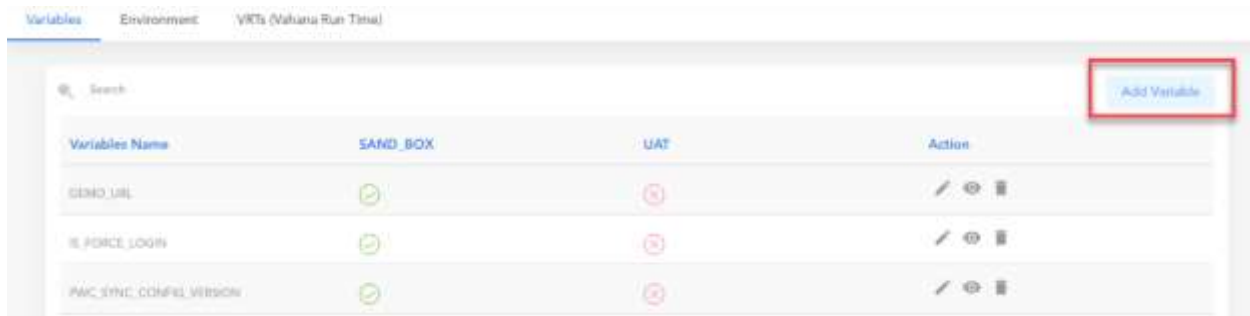 Variables Environment VRTs (Vahana Run Time)
Search Add Variable
Variables Name SAND_BOX UAT Action
DEMO_URL
IS_FORCE_LOGIN
PWC_SYNC_CONFIG_VERSION